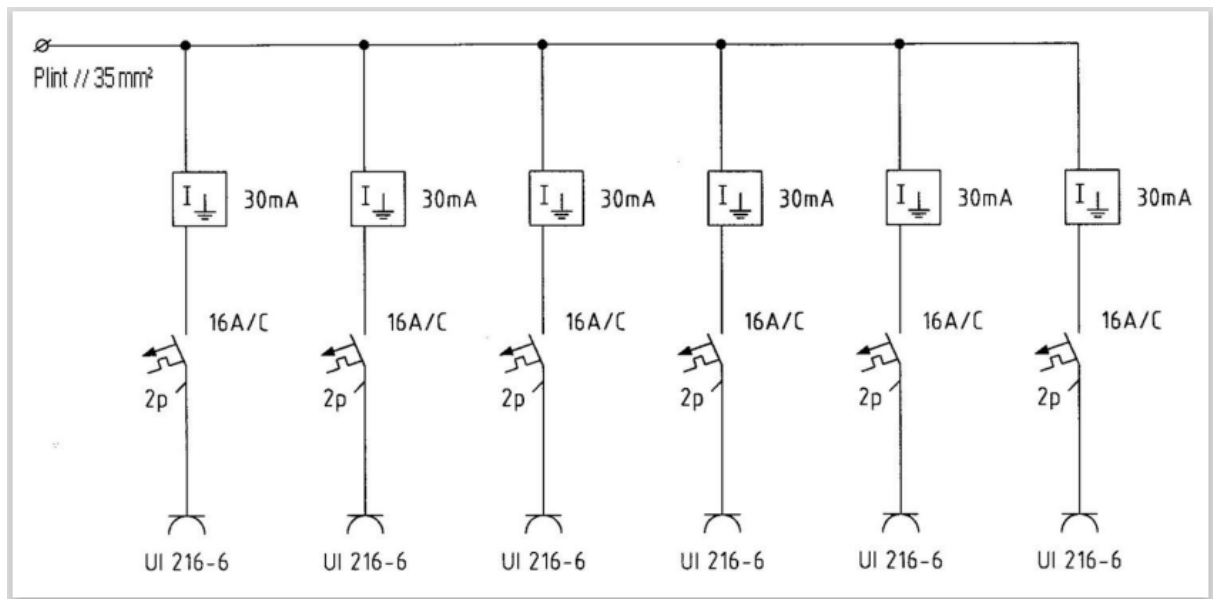 Plint // 35mm²
I 30mA I 30mA I 30mA I 30mA I 30mA I 30mA
16A/C 16A/C 16A/C 16A/C 16A/C 16A/C
2p 2p 2p 2p 2p 2p
UI 216-6 UI 216-6 UI 216-6 UI 216-6 UI 216-6 UI 216-6